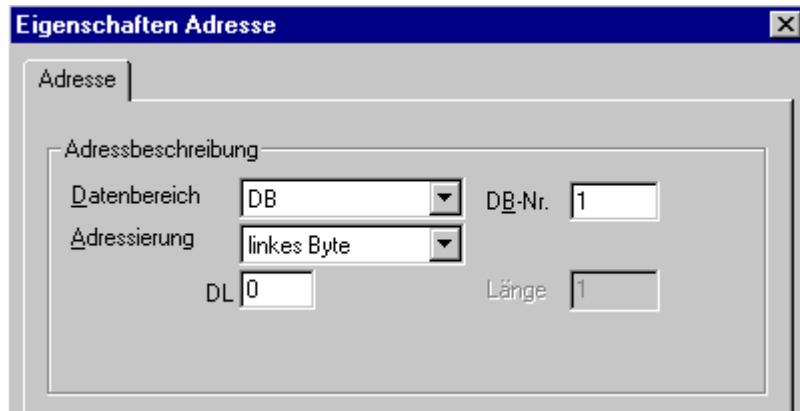 Eigenschaften Adresse
Adresse
Adressbeschreibung
Datenbereich DB DB-Nr. 1
Adressierung linkes Byte
DL 0 Länge 1